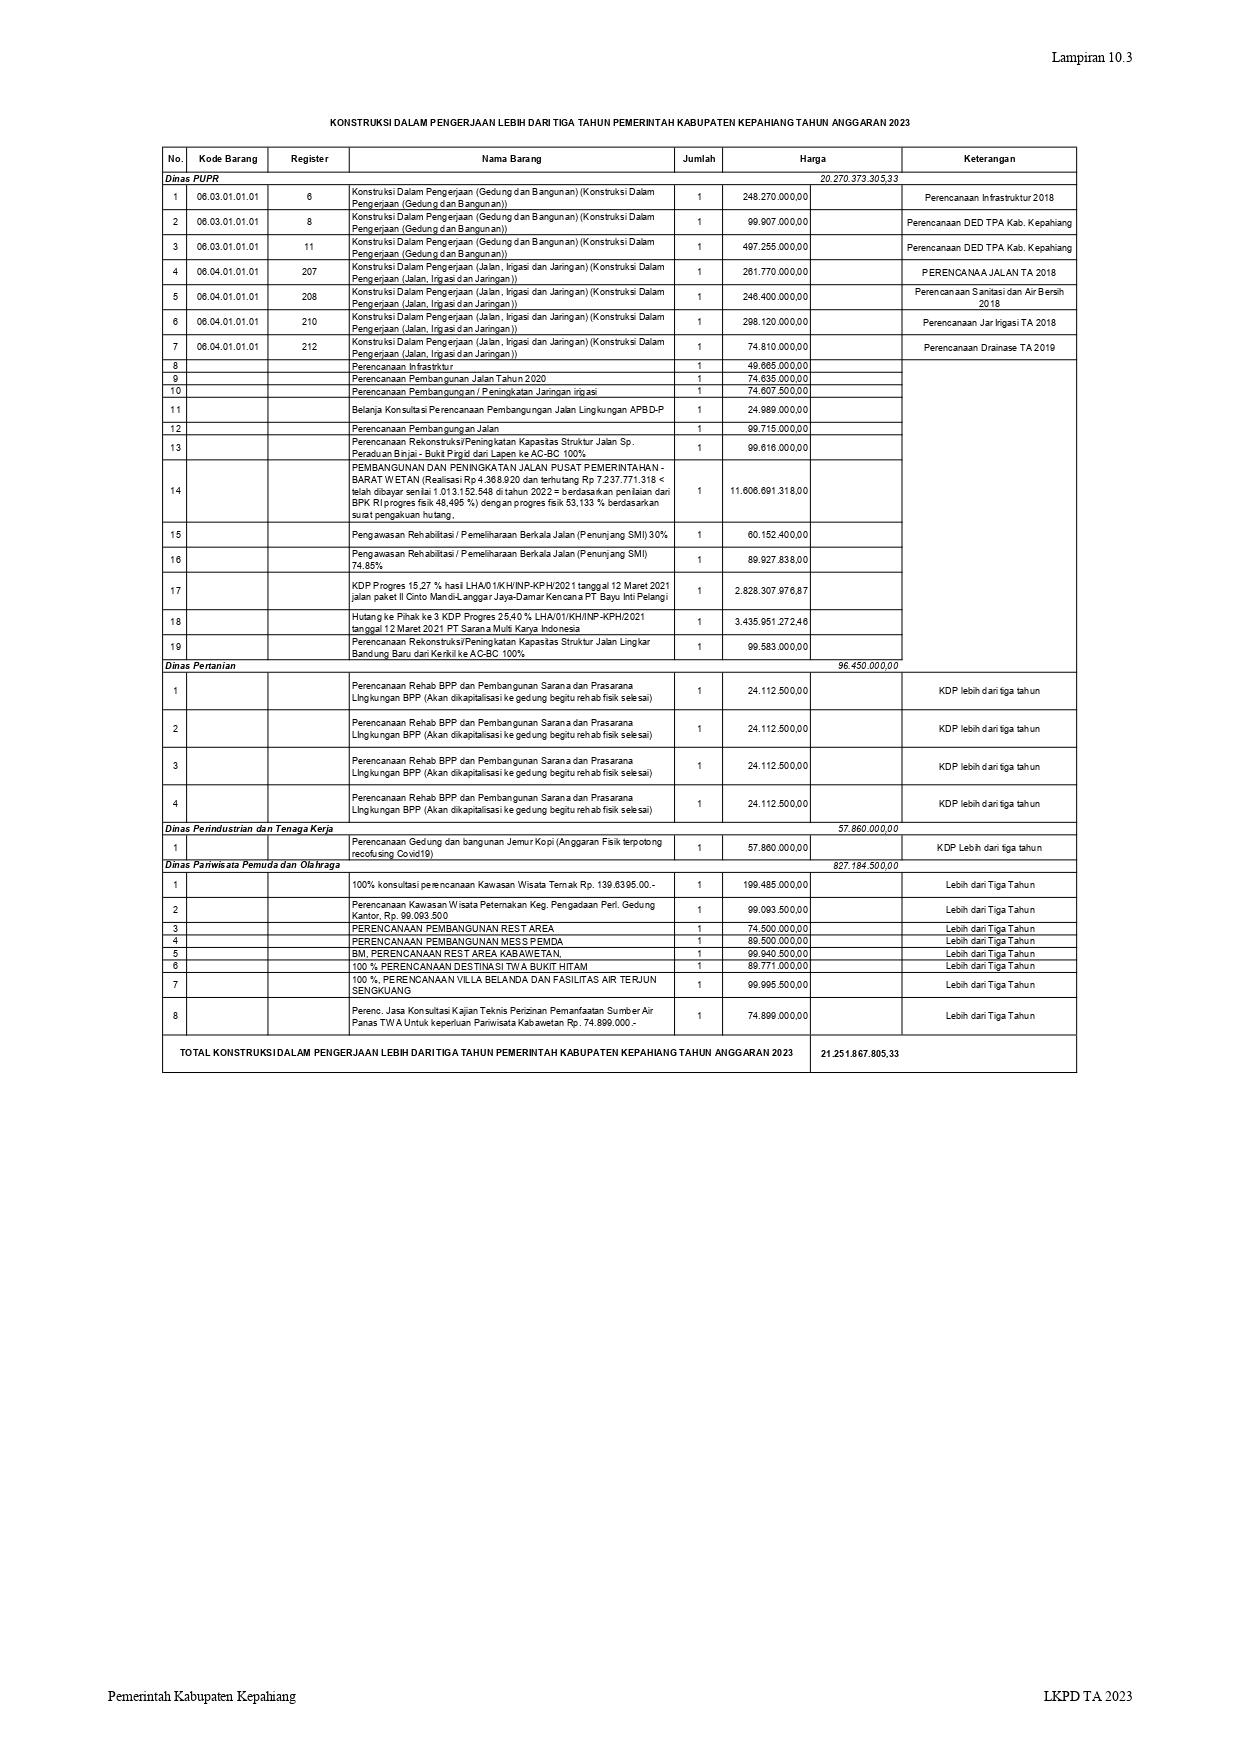 Lampiran 10.3
KONSTRUKSI DALAM PENGERJAAN LEBIH DARI TIGA TAHUN PEMERINTAH KABUPATEN KEPAHIANG TAHUN ANGGARAN 2023
No. Kode Barang Register Nama Barang Jumlah Harga Keterangan
Dinas PUPR 20.270.373.305,33
1 06.03.01.01.01 6 Konstruksi Dalam Pengerjaan (Gedung dan Bangunan) (Konstruksi Dalam
Pengerjaan (Gedung dan Bangunan)) 1 248.270.000,00 Perencanaan Infrastruktur 2018
2 06.03.01.01.01 8 Konstruksi Dalam Pengerjaan (Gedung dan Bangunan) (Konstruksi Dalam
Pengerjaan (Gedung dan Bangunan)) 1 99.907.000,00 Perencanaan DED TPA Kab. Kepahiang
3 06.03.01.01.01 11 Konstruksi Dalam Pengerjaan (Gedung dan Bangunan) (Konstruksi Dalam
Pengerjaan (Gedung dan Bangunan)) 1 497.255.000,00 Perencanaan DED TPA Kab. Kepahiang
4 06.04.01.01.01 207 Konstruksi Dalam Pengerjaan (Jalan, Irigasi dan Jaringan) (Konstruksi Dalam
Pengerjaan (Jalan, Irigasi dan Jaringan)) 1 261.770.000,00 PERENCANAA JALAN TA 2018
5 06.04.01.01.01 208 Konstruksi Dalam Pengerjaan (Jalan, Irigasi dan Jaringan) (Konstruksi Dalam
Pengerjaan (Jalan, Irigasi dan Jaringan)) 1 246.400.000,00 Perencanaan Sanitasi dan Air Bersih
2018
6 06.04.01.01.01 210 Konstruksi Dalam Pengerjaan (Jalan, Irigasi dan Jaringan) (Konstruksi Dalam
Pengerjaan (Jalan, Irigasi dan Jaringan)) 1 298.120.000,00 Perencanaan Jar Irigasi TA 2018
7 06.04.01.01.01 212 Konstruksi Dalam Pengerjaan (Jalan, Irigasi dan Jaringan) (Konstruksi Dalam
Pengerjaan (Jalan, Irigasi dan Jaringan)) 1 74.810.000,00 Perencanaan Drainase TA 2019
8 Perencanaan Infrastrktur 1 49.665.000,00
9 Perencanaan Pembangunan Jalan Tahun 2020 1 74.635.000,00
10 Perencanaan Pembangungan / Peningkatan Jaringan irigasi 1 74.607.500,00
11 Belanja Konsultasi Perencanaan Pembangungan Jalan Lingkungan APBD-P 1 24.989.000,00
12 Perencanaan Pembangungan Jalan 1 99.715.000,00
13 Perencanaan Rekonstruksi/Peningkatan Kapasitas Struktur Jalan Sp.
Peraduan Binjai - Bukit Pirgid dari Lapen ke AC-BC 100% 1 99.616.000,00
14 PEMBANGUNAN DAN PENINGKATAN JALAN PUSAT PEMERINTAHAN -
BARAT WETAN (Realisasi Rp 4.368.920 dan terhutang Rp 7.237.771.318 <
telah dibayar senilai 1.013.152.548 di tahun 2022 = berdasarkan penilaian dari
BPK RI progres fisik 48,495 %) dengan progres fisik 53,133 % berdasarkan
surat pengakuan hutang, 1 11.606.691.318,00
15 Pengawasan Rehabilitasi / Pemeliharaan Berkala Jalan (Penunjang SMI) 30% 1 60.152.400,00
16 Pengawasan Rehabilitasi / Pemeliharaan Berkala Jalan (Penunjang SMI)
74.85% 1 89.927.838,00
17 KDP Progres 15,27 % hasil LHA/01/KH/INP-KPH/2021 tanggal 12 Maret 2021
jalan paket II Cinto Mandi-Langgar Jaya-Damar Kencana PT Bayu Inti Pelangi 1 2.828.307.976,87
18 Hutang ke Pihak ke 3 KDP Progres 25,40 % LHA/01/KH/INP-KPH/2021
tanggal 12 Maret 2021 PT Sarana Multi Karya Indonesia 1 3.435.951.272,46
19 Perencanaan Rekonstruksi/Peningkatan Kapasitas Struktur Jalan Lingkar
Bandung Baru dari Kerikil ke AC-BC 100% 1 99.583.000,00
Dinas Pertanian 96.450.000,00
1 Perencanaan Rehab BPP dan Pembangunan Sarana dan Prasarana
LIngkungan BPP (Akan dikapitalisasi ke gedung begitu rehab fisik selesai) 1 24.112.500,00 KDP lebih dari tiga tahun
2 Perencanaan Rehab BPP dan Pembangunan Sarana dan Prasarana
LIngkungan BPP (Akan dikapitalisasi ke gedung begitu rehab fisik selesai) 1 24.112.500,00 KDP lebih dari tiga tahun
3 Perencanaan Rehab BPP dan Pembangunan Sarana dan Prasarana
LIngkungan BPP (Akan dikapitalisasi ke gedung begitu rehab fisik selesai) 1 24.112.500,00 KDP lebih dari tiga tahun
4 Perencanaan Rehab BPP dan Pembangunan Sarana dan Prasarana
LIngkungan BPP (Akan dikapitalisasi ke gedung begitu rehab fisik selesai) 1 24.112.500,00 KDP lebih dari tiga tahun
Dinas Perindustrian dan Tenaga Kerja 57.860.000,00
1 Perencanaan Gedung dan bangunan Jemur Kopi (Anggaran Fisik terpotong
recofusing Covid19) 1 57.860.000,00 KDP Lebih dari tiga tahun
Dinas Pariwisata Pemuda dan Olahraga 827.184.500,00
1 100% konsultasi perencanaan Kawasan Wisata Ternak Rp. 139.6395.00.- 1 199.485.000,00 Lebih dari Tiga Tahun
2 Perencanaan Kawasan Wisata Peternakan Keg. Pengadaan Perl. Gedung
Kantor, Rp. 99.093.500 1 99.093.500,00 Lebih dari Tiga Tahun
3 PERENCANAAN PEMBANGUNAN REST AREA 1 74.500.000,00 Lebih dari Tiga Tahun
4 PERENCANAAN PEMBANGUNAN MESS PEMDA 1 89.500.000,00 Lebih dari Tiga Tahun
5 BM, PERENCANAAN REST AREA KABAWETAN, 1 99.940.500,00 Lebih dari Tiga Tahun
6 100 % PERENCANAAN DESTINASI TWA BUKIT HITAM 1 89.771.000,00 Lebih dari Tiga Tahun
7 100 %, PERENCANAAN VILLA BELANDA DAN FASILITAS AIR TERJUN
SENGKUANG 1 99.995.500,00 Lebih dari Tiga Tahun
8 Perenc. Jasa Konsultasi Kajian Teknis Perizinan Pemanfaatan Sumber Air
Panas TWA Untuk keperluan Pariwisata Kabawetan Rp. 74.899.000.- 1 74.899.000,00 Lebih dari Tiga Tahun
TOTAL KONSTRUKSI DALAM PENGERJAAN LEBIH DARI TIGA TAHUN PEMERINTAH KABUPATEN KEPAHIANG TAHUN ANGGARAN 2023 21.251.867.805,33
Pemerintah Kabupaten Kepahiang LKPD TA 2023